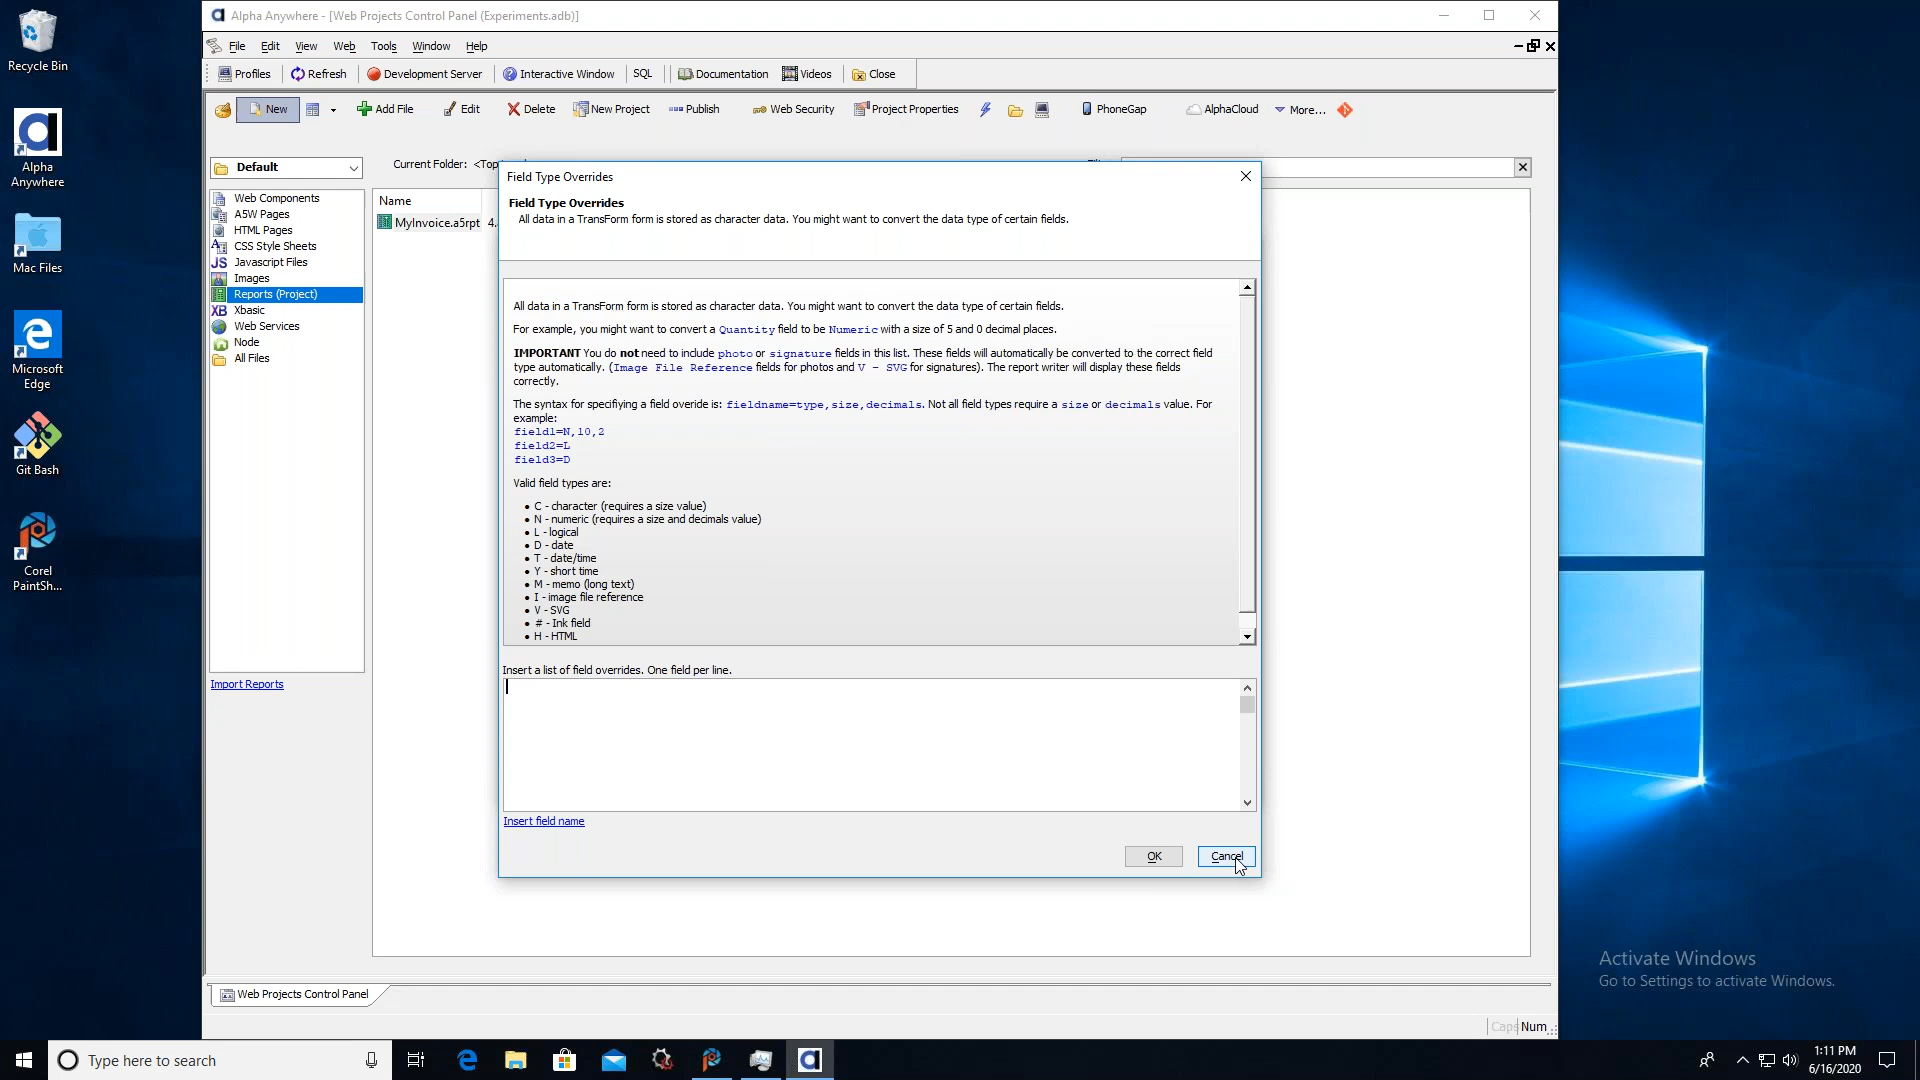 Recycle Bin
Alpha
Anywhere
Mac Files
Microsoft
Edge
Git Bash
Corel
PaintSh...
Alpha Anywhere - [Web Projects Control Panel (Experiments.adb)]
File Edit View Web Tools Window Help
Profiles Refresh Development Server Interactive Window SQL Documentation Videos Close
New Add File Edit Delete New Project Publish Web Security Project Properties PhoneGap AlphaCloud More...
Default
Current Folder: <Top
Web Components
A5W Pages
HTML Pages
CSS Style Sheets
JS Javascript Files
Images
Reports (Project)
XB Xbasic
Web Services
Node
All Files
Import Reports
Name
MyInvoice.a5rpt 4.
Field Type Overrides
Field Type Overrides
All data in a TransForm form is stored as character data. You might want to convert the data type of certain fields.
All data in a TransForm form is stored as character data. You might want to convert the data type of certain fields.
For example, you might want to convert a Quantity field to be Numeric with a size of 5 and 0 decimal places.
IMPORTANT You do not need to include photo or signature fields in this list. These fields will automatically be converted to the correct field
type automatically. (Image File Reference fields for photos and V - SVG for signatures). The report writer will display these fields
correctly.
The syntax for specifiying a field overide is: fieldname=type,size,decimals. Not all field types require a size or decimals value. For
example:
field1=N,10,2
field2=L
field3=D
Valid field types are:
• C - character (requires a size value)
• N - numeric (requires a size and decimals value)
• L - logical
• D - date
• T - date/time
• Y - short time
• M - memo (long text)
• I - image file reference
• V - SVG
• # - Ink field
• H - HTML
Insert a list of field overrides. One field per line.
Insert field name
OK Cancel
Web Projects Control Panel
Caps Num
Activate Windows
Go to Settings to activate Windows.
Type here to search
1:11 PM
6/16/2020